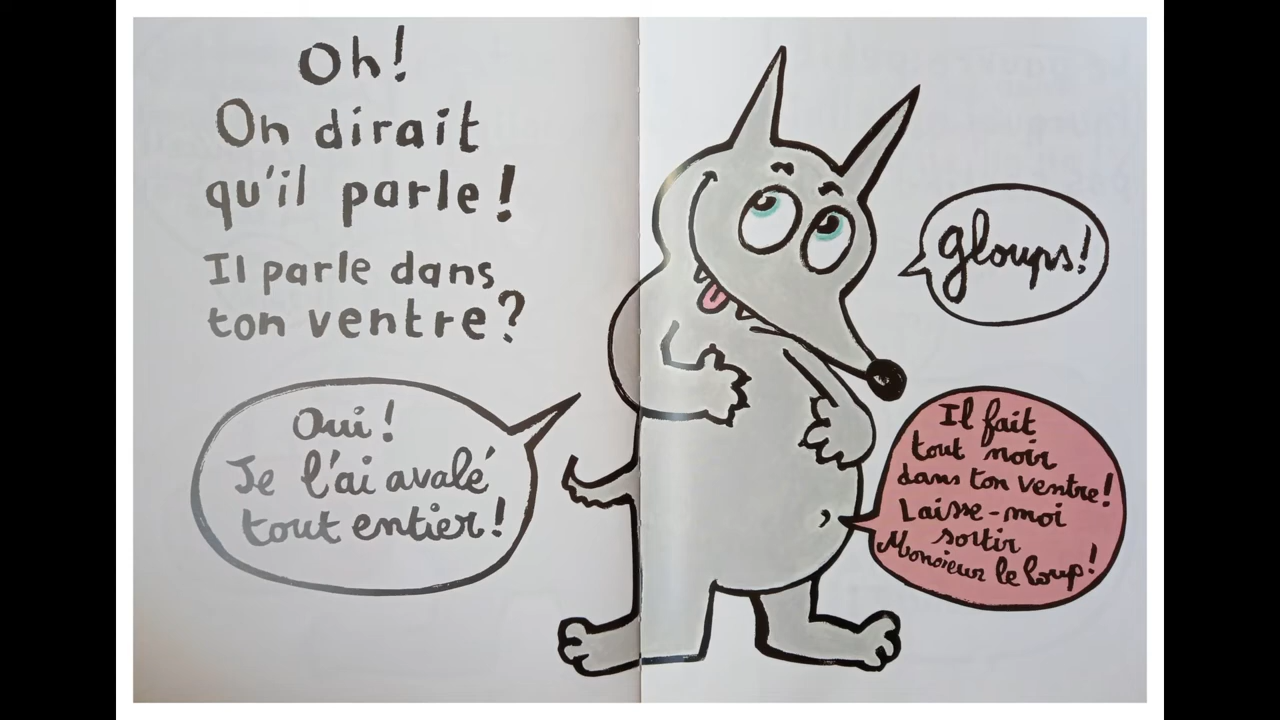 Oh!
On dirait
qu'il parle!
Il parle dans
ton ventre?
Oui!
Je l'ai avalé
tout entier!
gloups!
Il fait
tout noir
dans ton ventre!
Laisse-moi
sortir
Monsieur le loup!